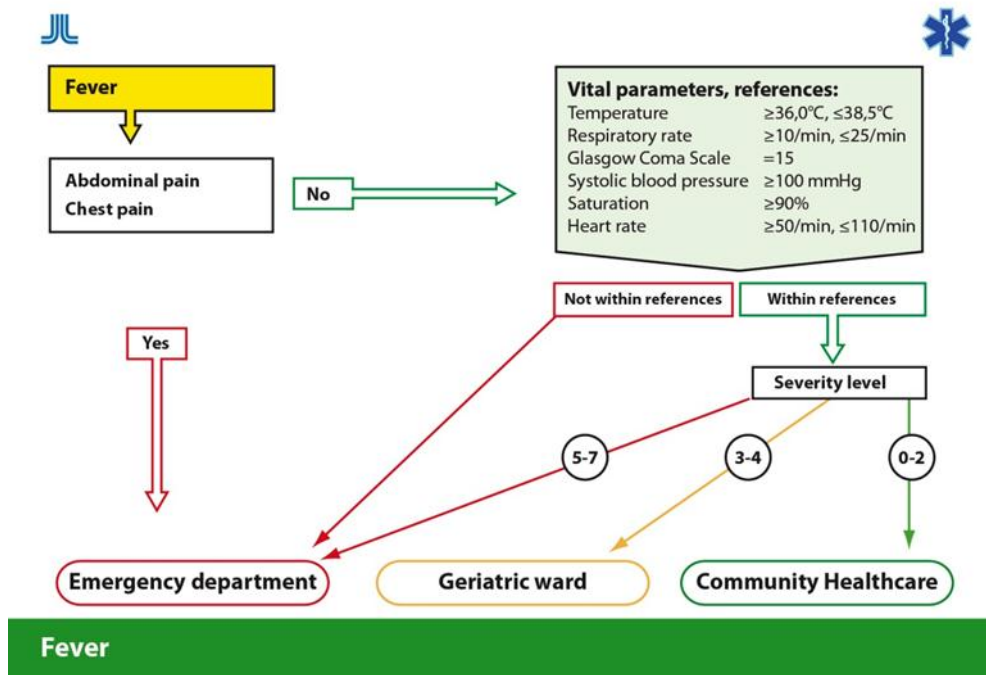 Fever
Abdominal pain
Chest pain
No
Vital parameters, references:
Temperature ≥36,0°C, ≤38,5°C
Respiratory rate ≥10/min, ≤25/min
Glasgow Coma Scale =15
Systolic blood pressure ≥100 mmHg
Saturation ≥90%
Heart rate ≥50/min, ≤110/min
Not within references
Within references
Yes
Severity level
5-7
3-4
0-2
Emergency department
Geriatric ward
Community Healthcare
Fever